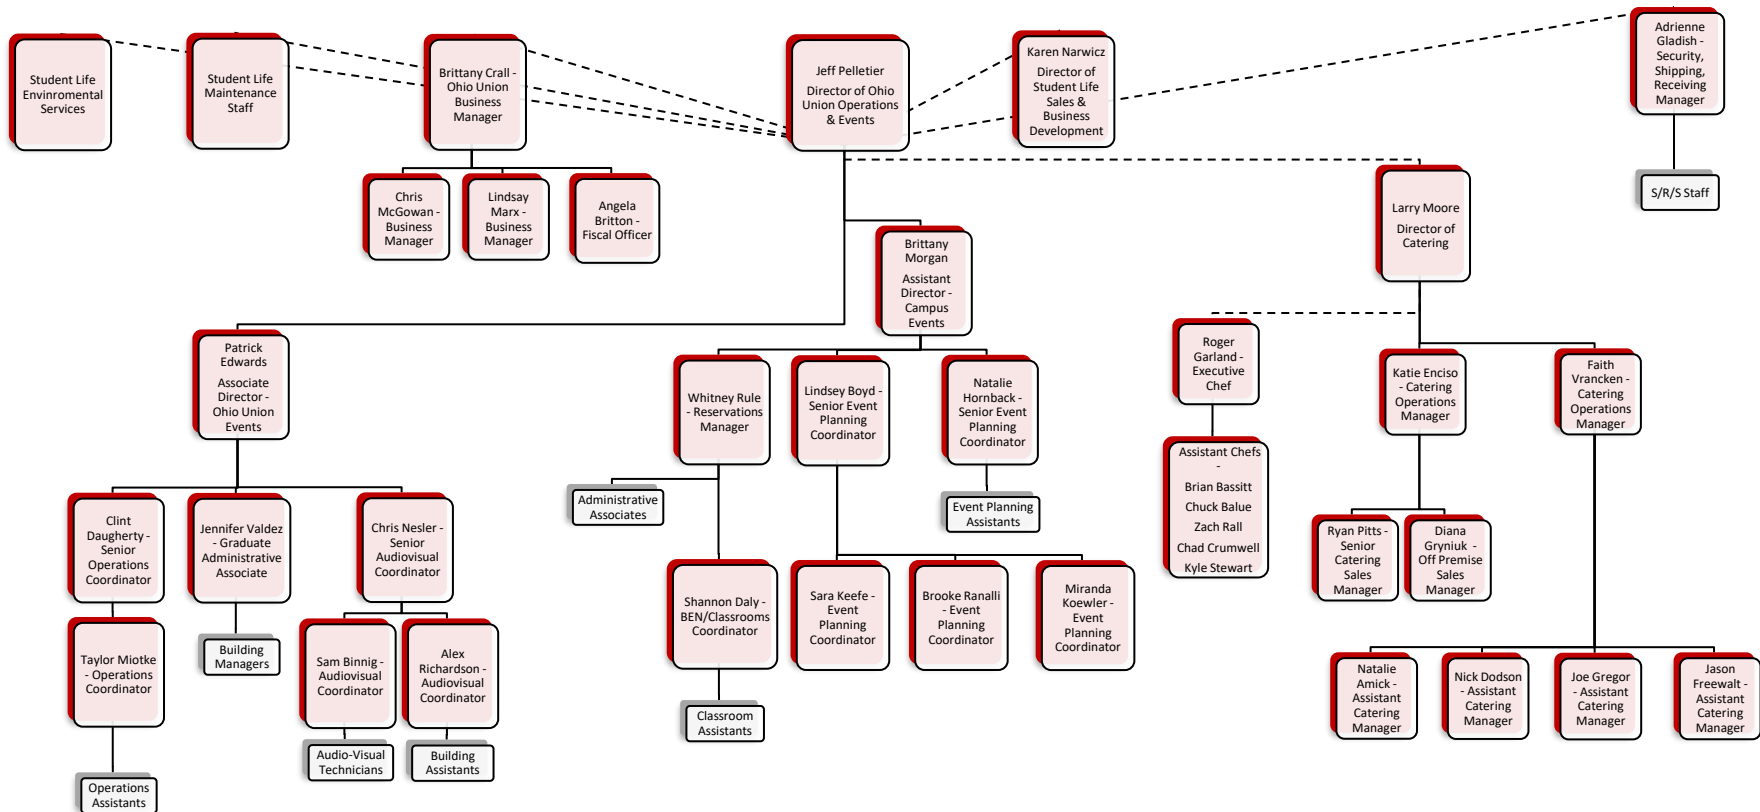 Student Life
Envinromental
Services
Student Life
Maintenance
Staff
Brittany Crall -
Ohio Union
Business
Manager
Jeff Pelletier
Director of Ohio
Union Operations
& Events
Karen Narwicz
Director of
Student Life
Sales &
Business
Development
Adrienne
Gladish -
Security,
Shipping,
Receiving
Manager
Chris
McGowan -
Business
Manager
Lindsay
Marx -
Business
Manager
Angela
Britton -
Fiscal Officer
S/R/S Staff
Larry Moore
Director of
Catering
Brittany
Morgan
Assistant
Director -
Campus
Events
Patrick
Edwards
Associate
Director -
Ohio Union
Events
Whitney Rule
- Reservations
Manager
Lindsey Boyd -
Senior Event
Planning
Coordinator
Natalie
Hornback -
Senior Event
Planning
Coordinator
Roger
Garland -
Executive
Chef
Katie Enciso
- Catering
Operations
Manager
Faith
Vrancken -
Catering
Operations
Manager
Assistant Chefs
-
Brian Bassitt
Chuck Balue
Zach Rall
Chad Crumwell
Kyle Stewart
Clint
Daugherty -
Senior
Operations
Coordinator
Jennifer Valdez
- Graduate
Administrative
Associate
Chris Nesler -
Senior
Audiovisual
Coordinator
Administrative
Associates
Event Planning
Assistants
Ryan Pitts -
Senior
Catering
Sales
Manager
Diana
Gryniuk -
Off Premise
Sales
Manager
Taylor Miotke
- Operations
Coordinator
Building
Managers
Sam Binnig -
Audiovisual
Coordinator
Alex
Richardson -
Audiovisual
Coordinator
Shannon Daly -
BEN/Classrooms
Coordinator
Sara Keefe -
Event
Planning
Coordinator
Brooke Ranalli
- Event
Planning
Coordinator
Miranda
Koewler -
Event
Planning
Coordinator
Natalie
Amick -
Assistant
Catering
Manager
Nick Dodson
- Assistant
Catering
Manager
Joe Gregor
- Assistant
Catering
Manager
Jason
Freewalt -
Assistant
Catering
Manager
Classroom
Assistants
Audio-Visual
Technicians
Building
Assistants
Operations
Assistants